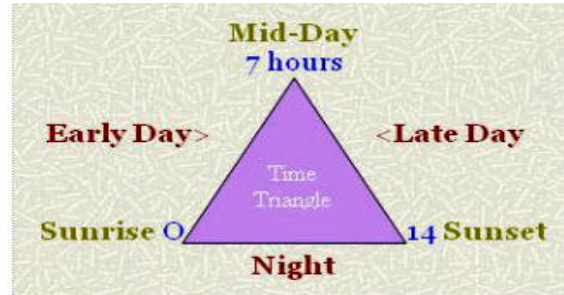 Mid-Day
7 hours
Early Day> <Late Day
Time
Triangle
Sunrise O 14 Sunset
Night